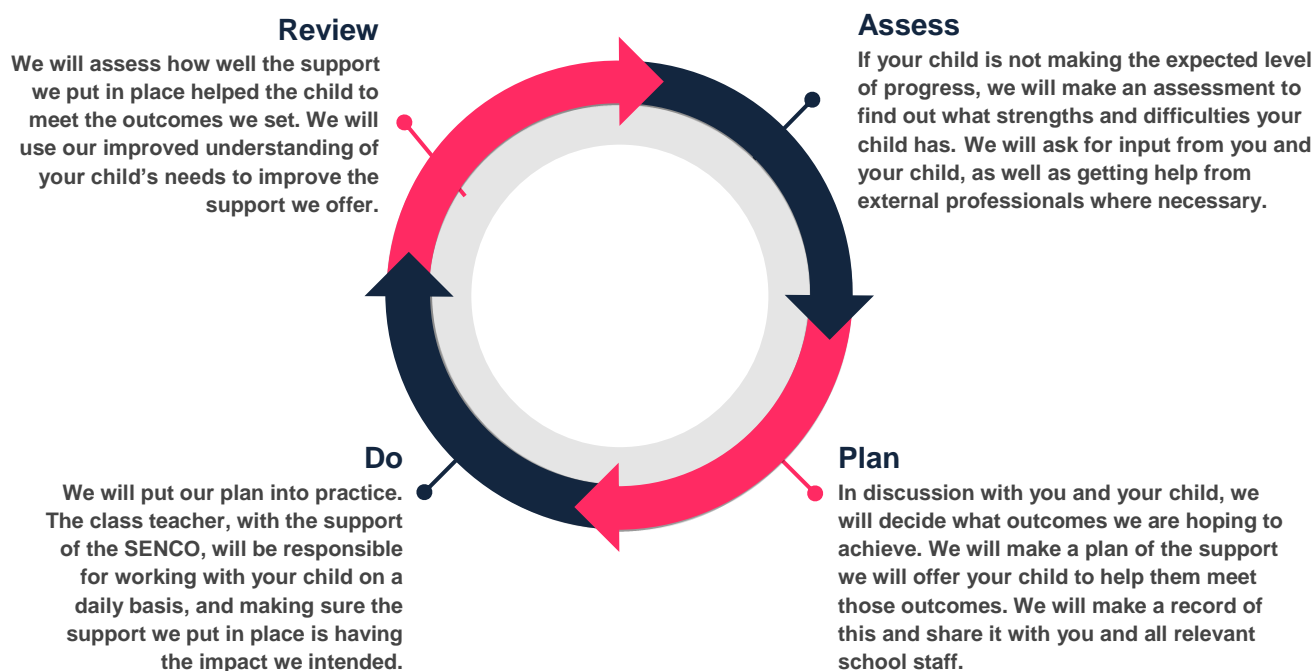 Review
We will assess how well the support
we put in place helped the child to
meet the outcomes we set. We will
use our improved understanding of
your child’s needs to improve the
support we offer.
Assess
If your child is not making the expected level
of progress, we will make an assessment to
find out what strengths and difficulties your
child has. We will ask for input from you and
your child, as well as getting help from
external professionals where necessary.
Do
We will put our plan into practice.
The class teacher, with the support
of the SENCO, will be responsible
for working with your child on a
daily basis, and making sure the
support we put in place is having
the impact we intended.
Plan
In discussion with you and your child, we
will decide what outcomes we are hoping to
achieve. We will make a plan of the support
we will offer your child to help them meet
those outcomes. We will make a record of
this and share it with you and all relevant
school staff.